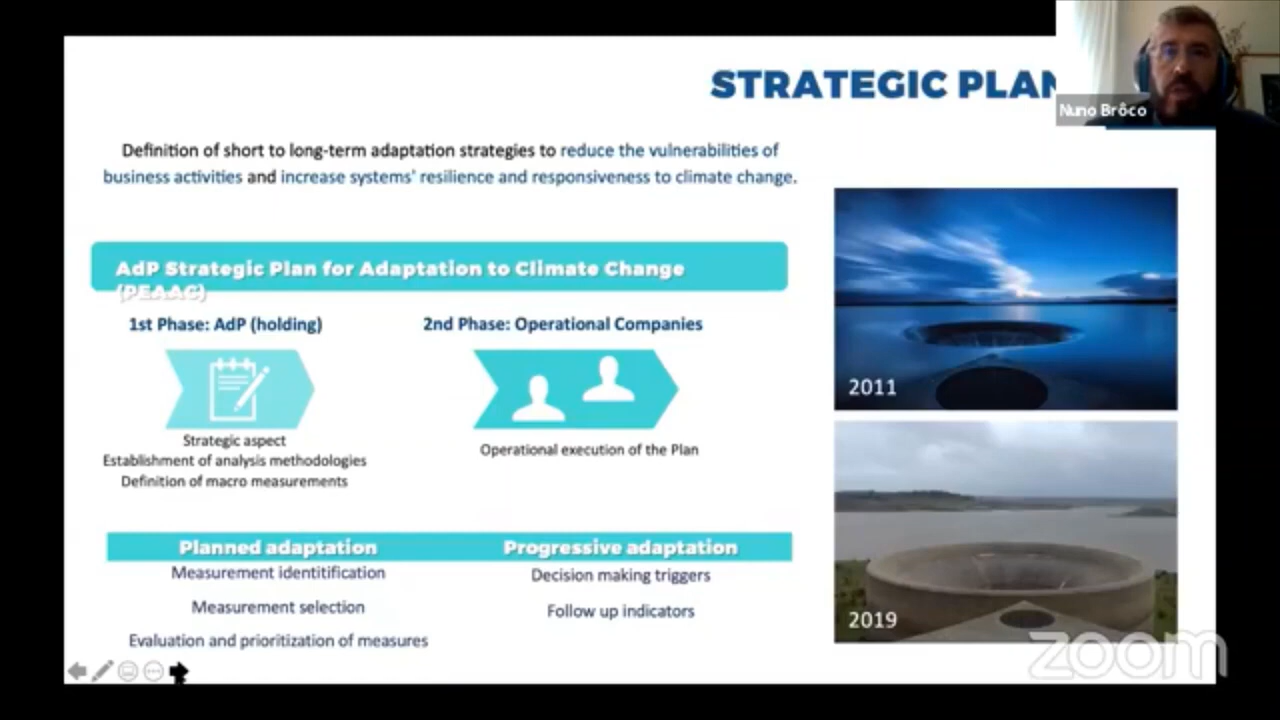 STRATEGIC PLAN
Nuno Brôco
Definition of short to long-term adaptation strategies to reduce the vulnerabilities of
business activities and increase systems' resilience and responsiveness to climate change.
AdP Strategic Plan for Adaptation to Climate Change
(PEAAC)
1st Phase: AdP (holding)
2nd Phase: Operational Companies
Strategic aspect
Establishment of analysis methodologies
Definition of macro measurements
Operational execution of the Plan
2011
2019
Planned adaptation
Progressive adaptation
Measurement identitification
Decision making triggers
Measurement selection
Follow up indicators
Evaluation and prioritization of measures
zoom